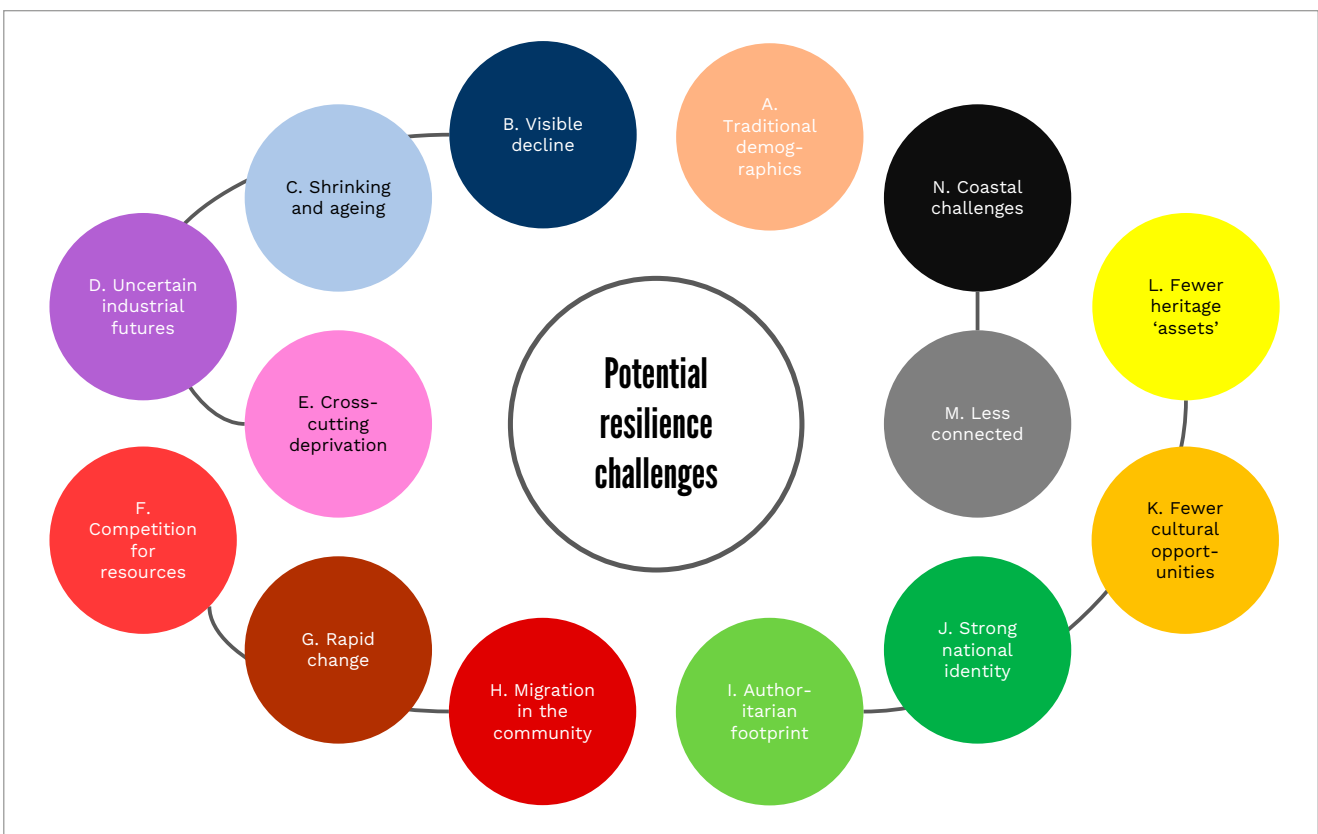 A.
Traditional
demog-
raphics
B. Visible
decline
C. Shrinking
and ageing
D. Uncertain
industrial
futures
E. Cross-
cutting
deprivation
F.
Competition
for
resources
G. Rapid
change
H. Migration
in the
community
I. Author-
itarian
footprint
J. Strong
national
identity
K. Fewer
cultural
opport-
unities
L. Fewer
heritage
‘assets’
M. Less
connected
N. Coastal
challenges
Potential
resilience
challenges